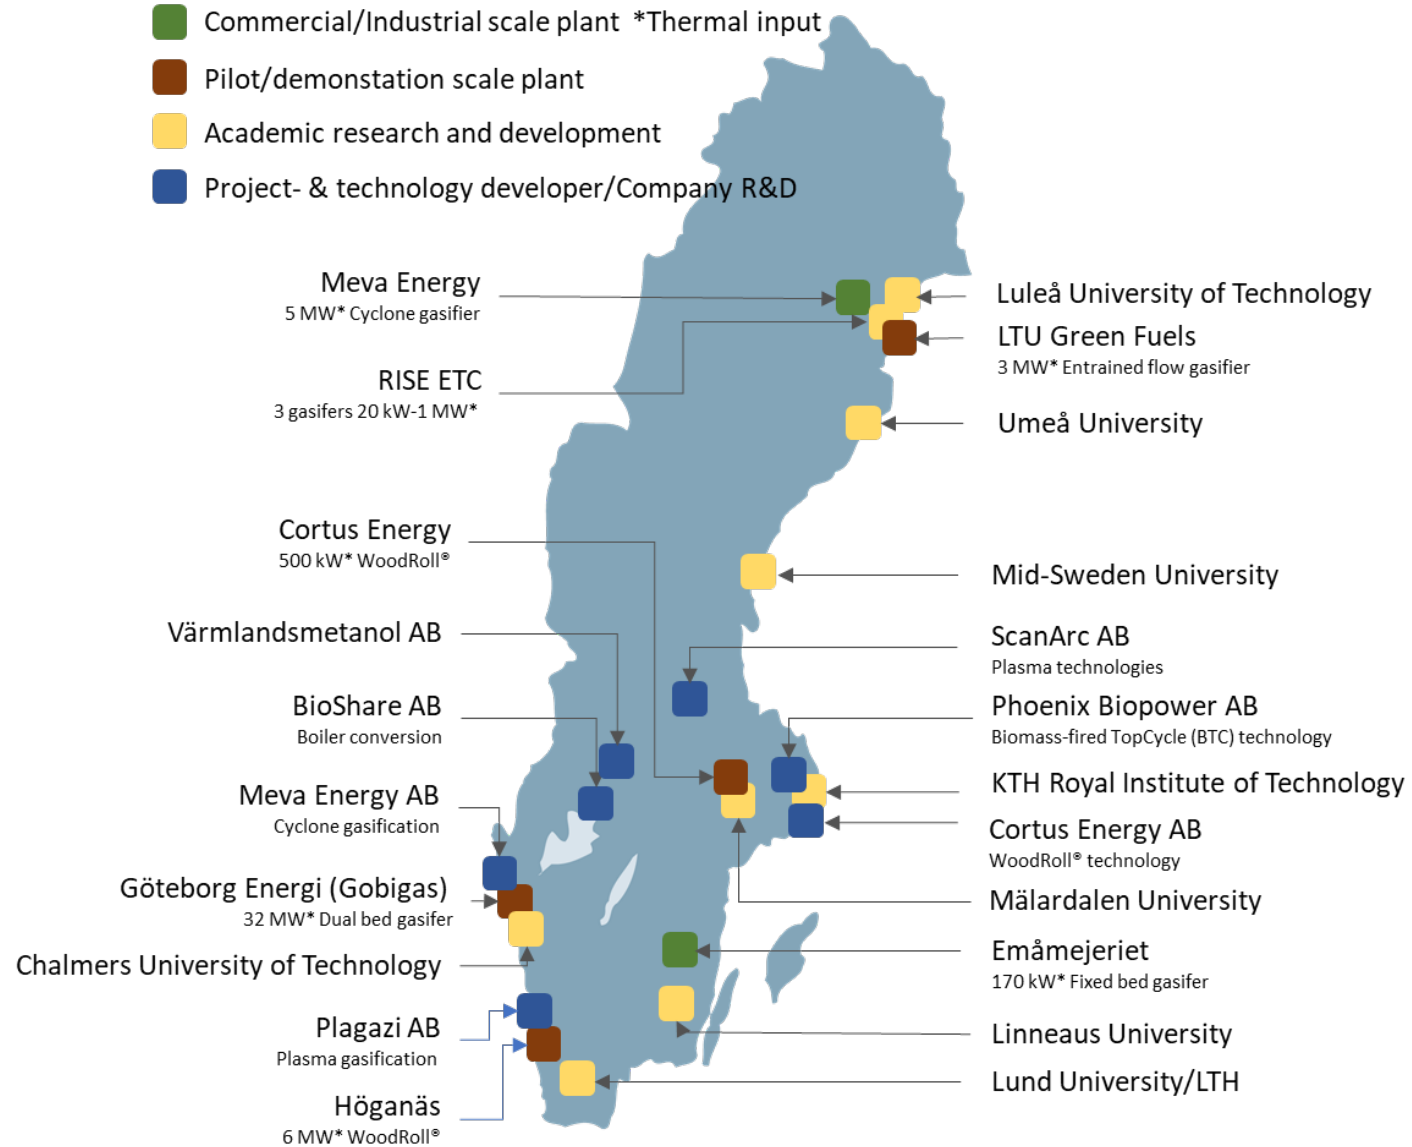 Commercial/Industrial scale plant *Thermal input
Pilot/demonstation scale plant
Academic research and development
Project- & technology developer/Company R&D
Meva Energy
5 MW* Cyclone gasifier
RISE ETC
3 gasifers 20 kW-1 MW*
Cortus Energy
500 kW* WoodRoll®
Värmlandsmetanol AB
BioShare AB
Boiler conversion
Meva Energy AB
Cyclone gasification
Göteborg Energi (Gobigas)
32 MW* Dual bed gasifer
Chalmers University of Technology
Plagazi AB
Plasma gasification
Höganäs
6 MW* WoodRoll®
Luleå University of Technology
LTU Green Fuels
3 MW* Entrained flow gasifier
Umeå University
Mid-Sweden University
ScanArc AB
Plasma technologies
Phoenix Biopower AB
Biomass-fired TopCycle (BTC) technology
KTH Royal Institute of Technology
Cortus Energy AB
WoodRoll® technology
Mälardalen University
Emåmejeriet
170 kW* Fixed bed gasifer
Linneaus University
Lund University/LTH